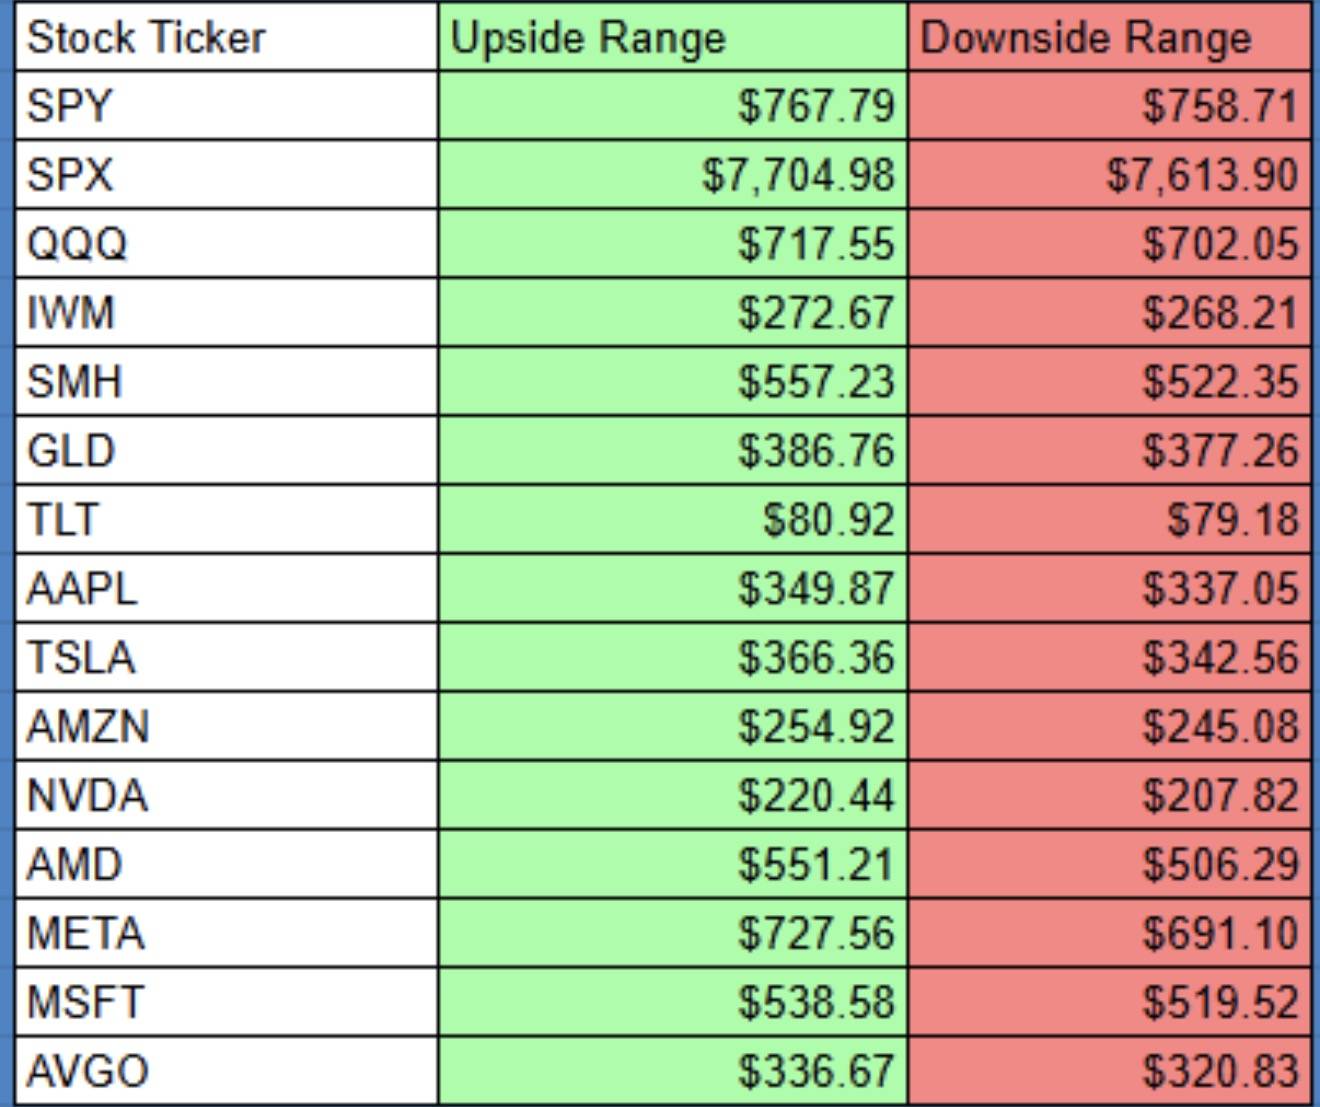 Stock Ticker Upside Range Downside Range
SPY $767.79 $758.71
SPX $7,704.98 $7,613.90
QQQ $717.55 $702.05
IWM $272.67 $268.21
SMH $557.23 $522.35
GLD $386.76 $377.26
TLT $80.92 $79.18
AAPL $349.87 $337.05
TSLA $366.36 $342.56
AMZN $254.92 $245.08
NVDA $220.44 $207.82
AMD $551.21 $506.29
META $727.56 $691.10
MSFT $538.58 $519.52
AVGO $336.67 $320.83